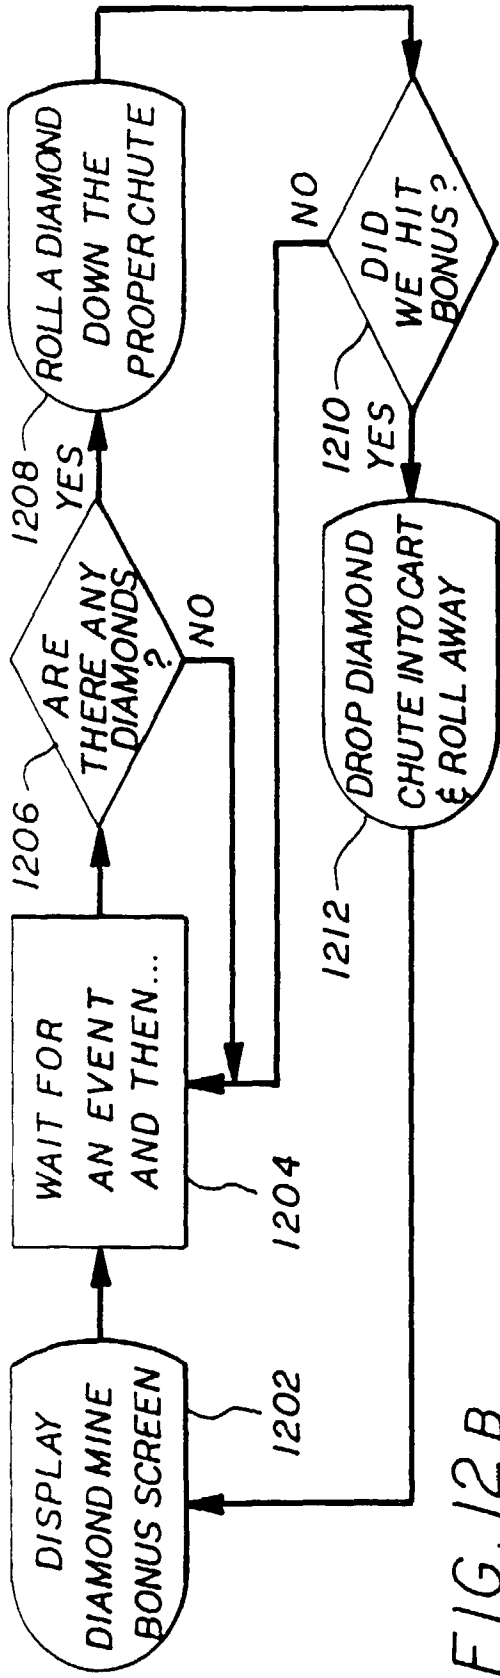 DISPLAY
DIAMOND MINE
BONUS SCREEN
1202
WAIT FOR
AN EVENT
AND THEN...
1204
1206
ARE
THERE ANY
DIAMONDS
?
NO
YES
1208
ROLL A DIAMOND
DOWN THE
PROPER CHUTE
NO
DID
WE HIT
BONUS?
1210
YES
DROP DIAMOND
CHUTE INTO CART
& ROLL AWAY
1212
FIG. 12B